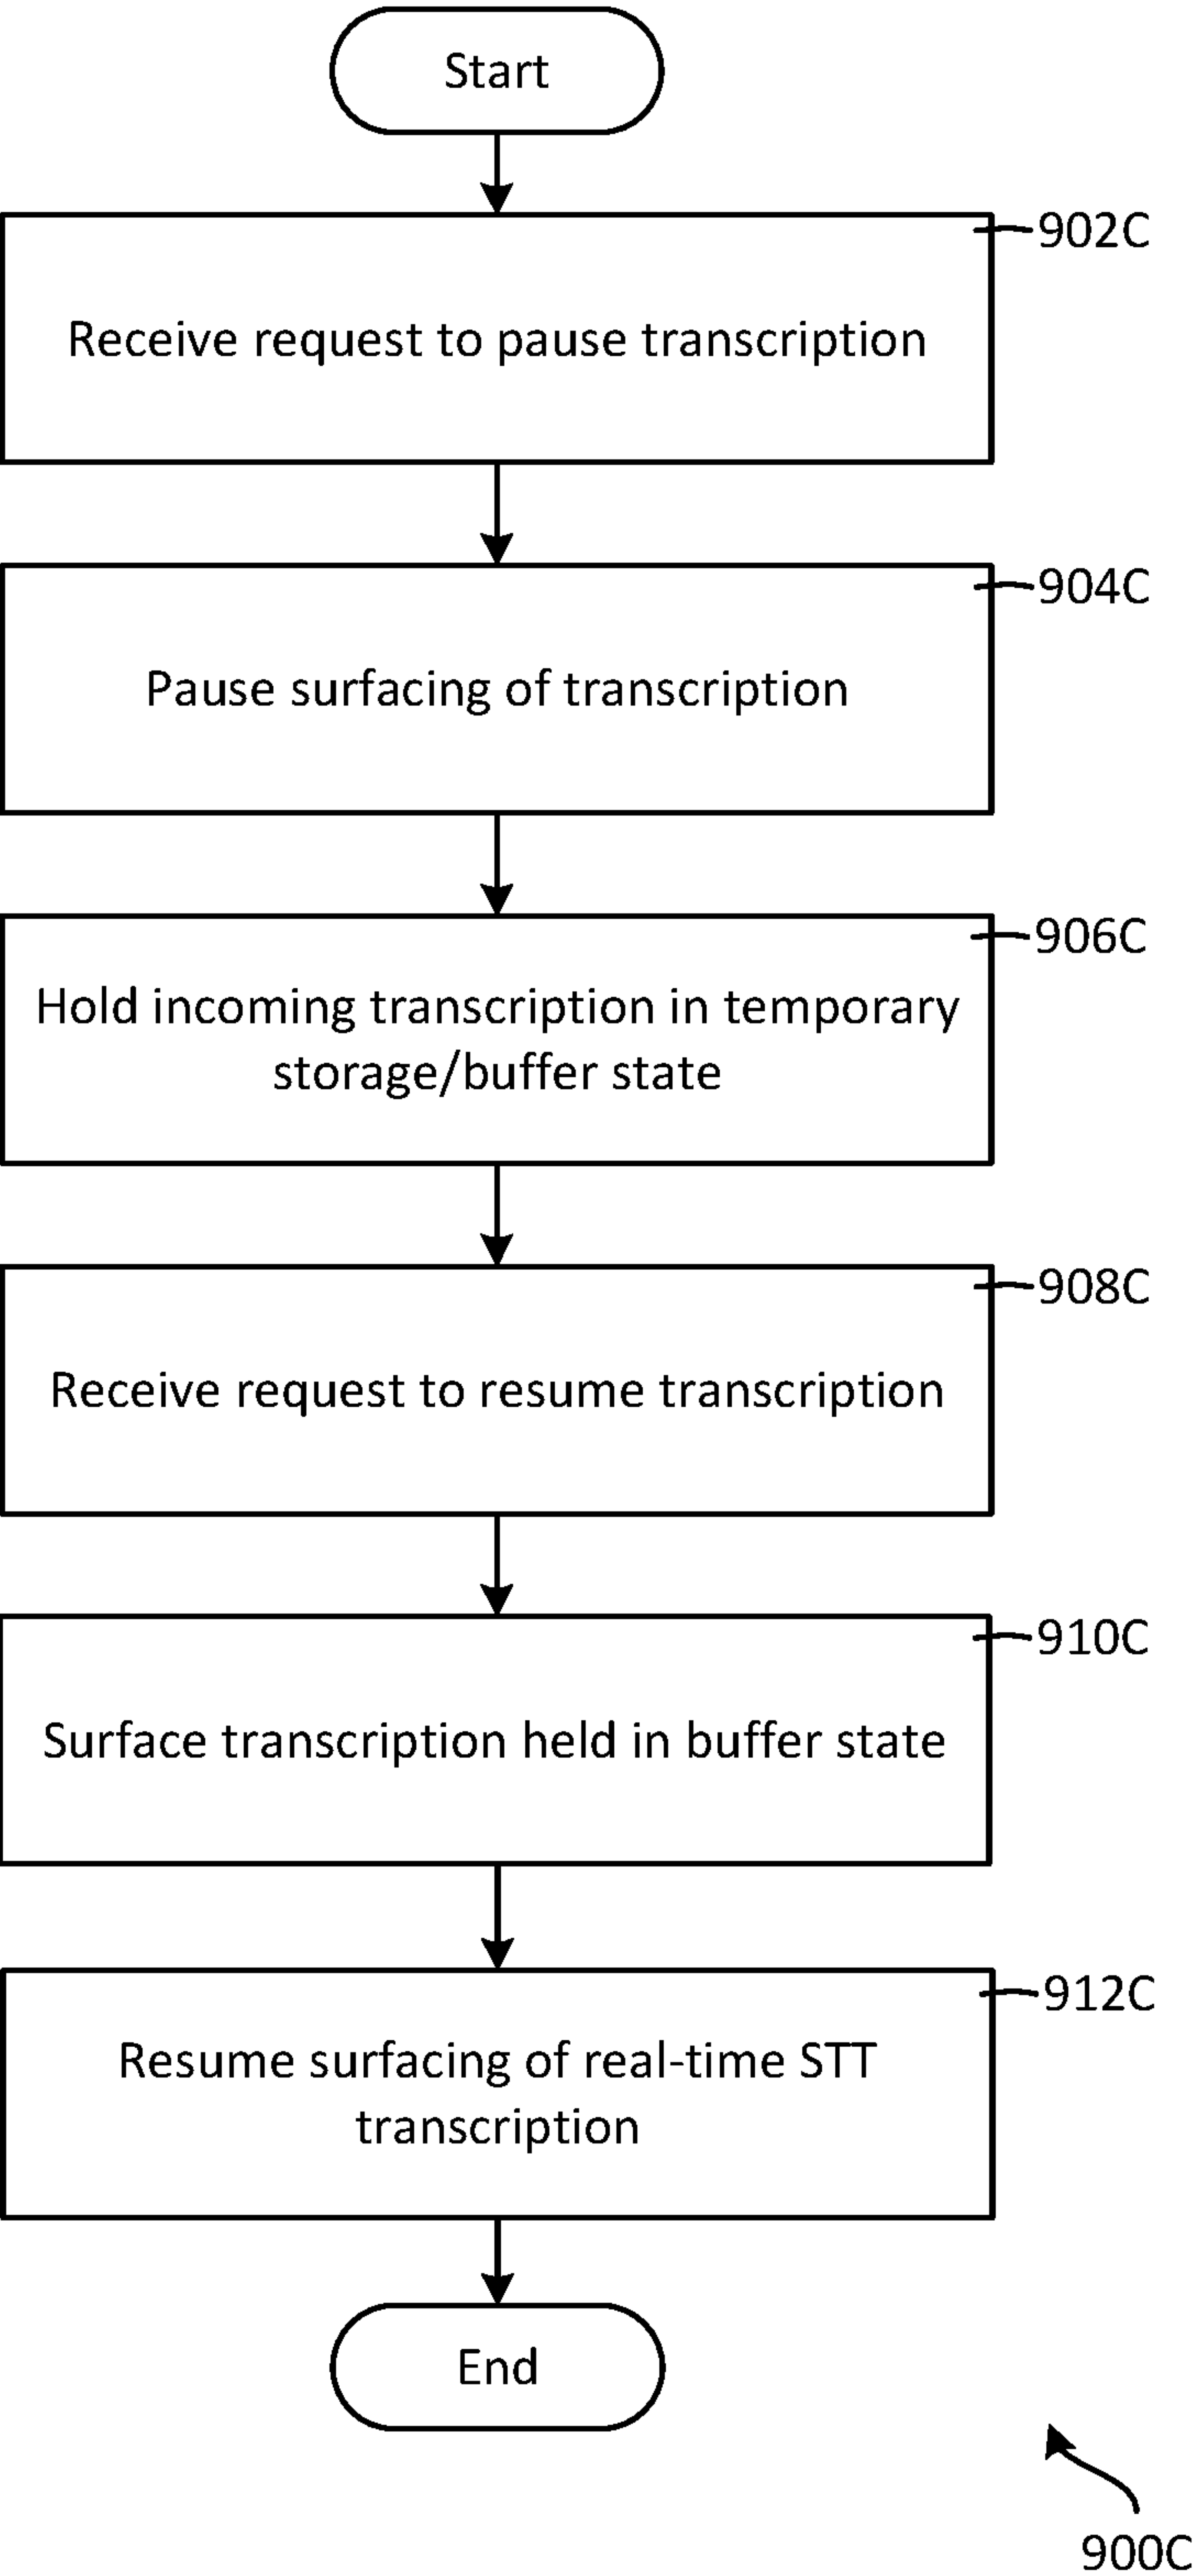 Start
902C
Receive request to pause transcription
904C
Pause surfacing of transcription
906C
Hold incoming transcription in temporary
storage/buffer state
908C
Receive request to resume transcription
910C
Surface transcription held in buffer state
912C
Resume surfacing of real-time STT
transcription
End
900C